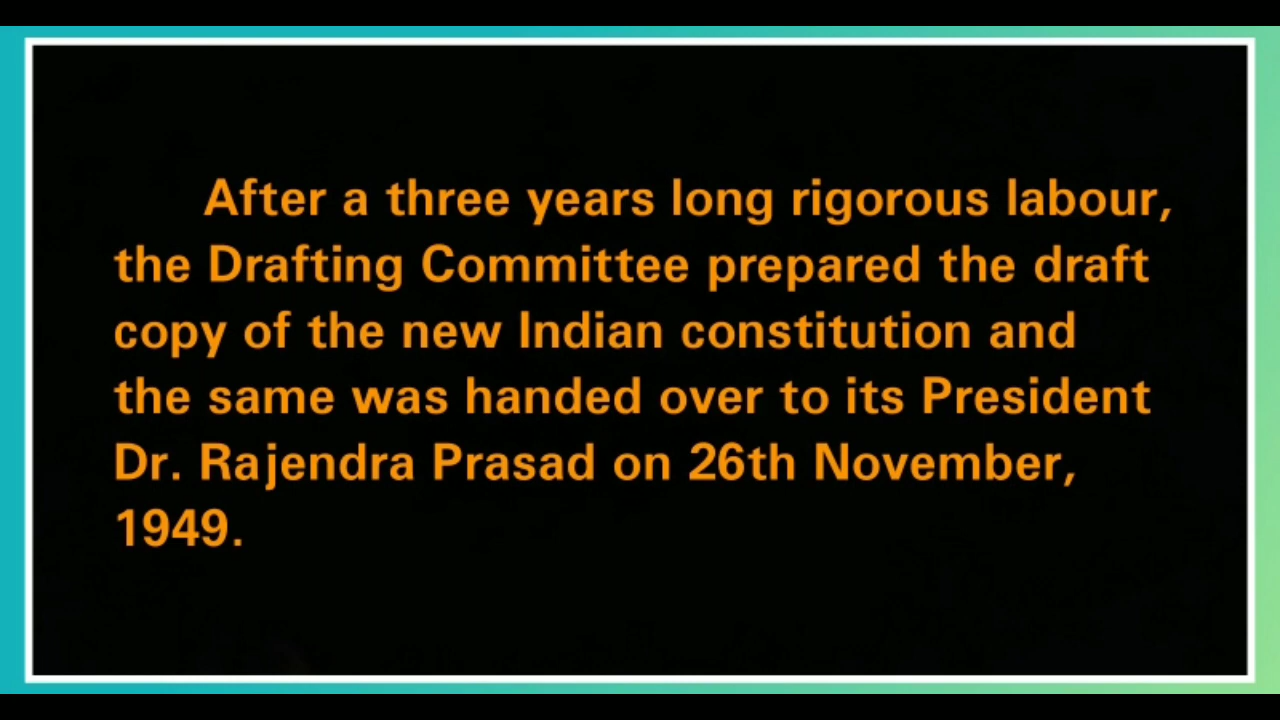 After a three years long rigorous labour,
the Drafting Committee prepared the draft
copy of the new Indian constitution and
the same was handed over to its President
Dr. Rajendra Prasad on 26th November,
1949.